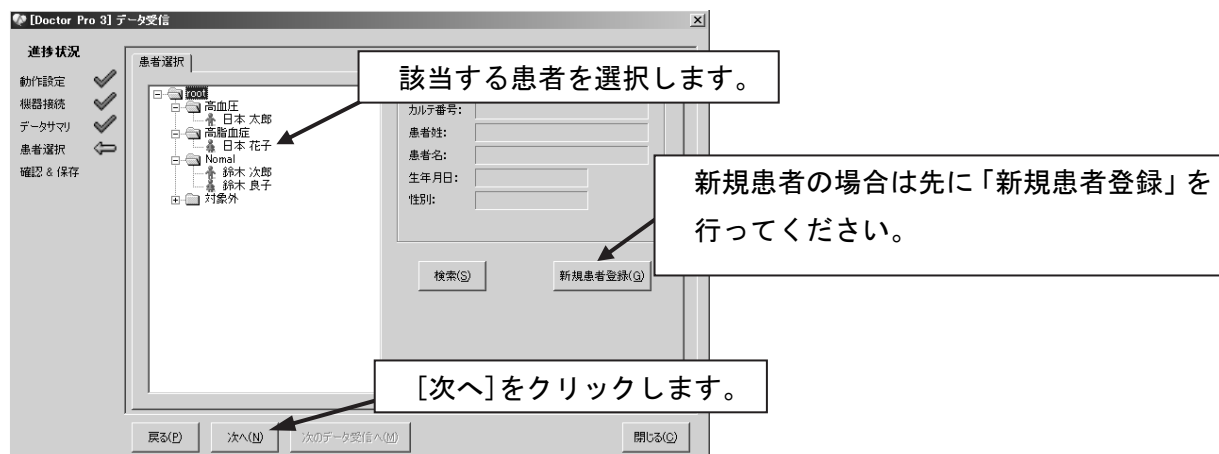 [Doctor Pro 3] データ受信
進捗状況
動作設定
機器接続
データサマリ
患者選択
確認 & 保存
患者選択
root
高血圧
日本 太郎
高脂血症
日本 花子
Nomal
鈴木 次郎
鈴木 良子
対象外
該当する患者を選択します。
カルテ番号:
患者姓:
患者名:
生年月日:
性別:
新規患者の場合は先に「新規患者登録」を
行ってください。
検索(S)
新規患者登録(G)
[次へ]をクリックします。
戻る(P)
次へ(N)
次のデータ受信へ(M)
閉じる(C)